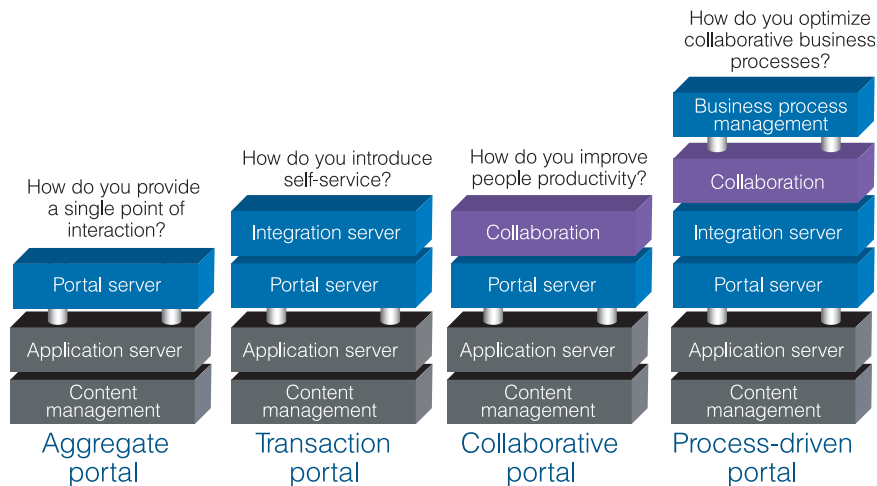 How do you provide
a single point of
interaction?
Portal server
Application server
Content
management
Aggregate
portal
How do you introduce
self-service?
Integration server
Portal server
Application server
Content
management
Transaction
portal
How do you improve
people productivity?
Collaboration
Portal server
Application server
Content
management
Collaborative
portal
How do you optimize
collaborative business
processes?
Business process
management
Collaboration
Integration server
Portal server
Application server
Content
management
Process-driven
portal